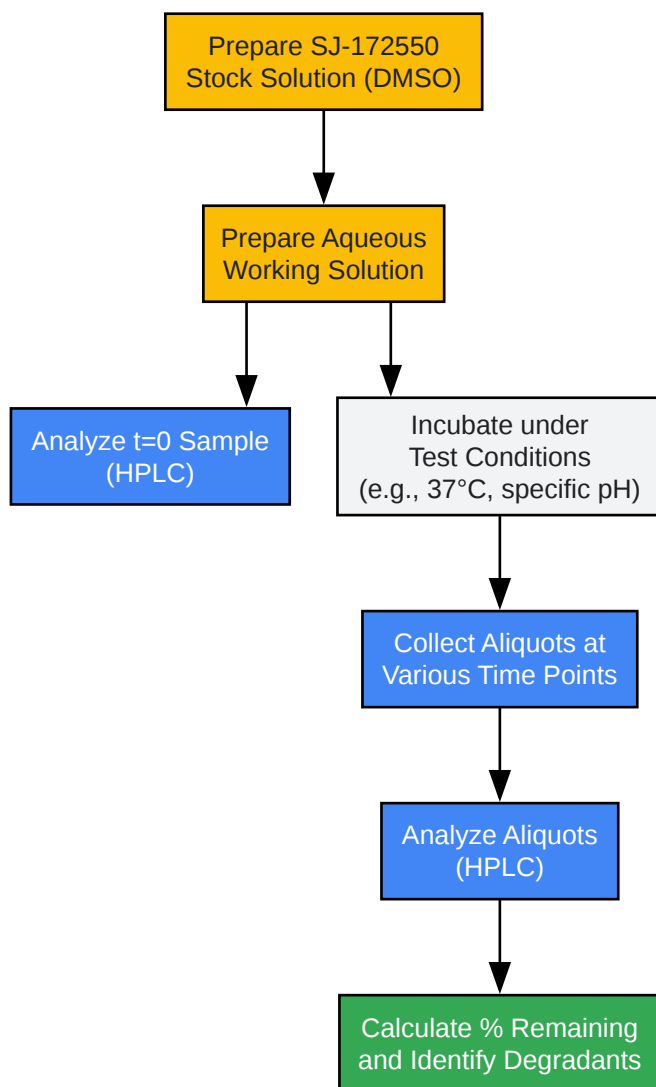 Prepare SJ-172550
Stock Solution (DMSO)
Prepare Aqueous
Working Solution
Analyze t=0 Sample
(HPLC)
Incubate under
Test Conditions
(e.g., 37°C, specific pH)
Collect Aliquots at
Various Time Points
Analyze Aliquots
(HPLC)
Calculate % Remaining
and Identify Degradants